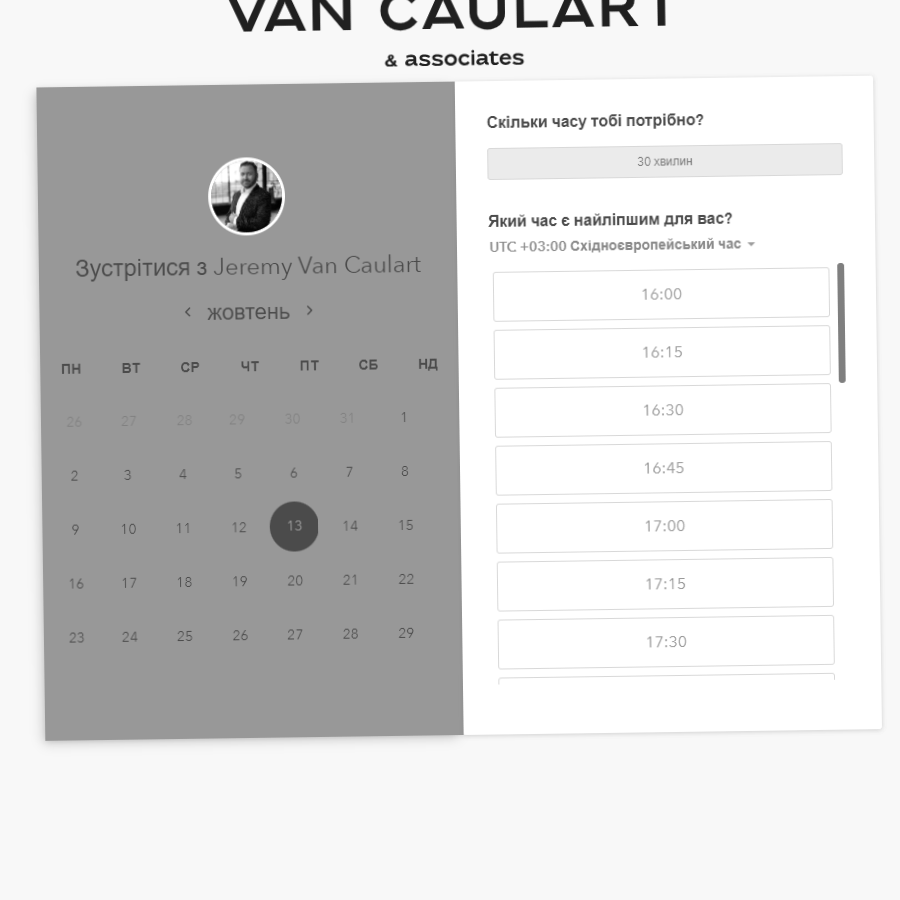 VAN CAULART
& associates
Зустрітися з Jeremy Van Caulart
‹ жовтень ›
ПН ВТ СР ЧТ ПТ СБ НД
26 27 28 29 30 31 1
2 3 4 5 6 7 8
9 10 11 12 13 14 15
16 17 18 19 20 21 22
23 24 25 26 27 28 29
Скільки часу тобі потрібно?
30 хвилин
Який час є найліпшим для вас?
UTC +03:00 Східноєвропейський час
16:00
16:15
16:30
16:45
17:00
17:15
17:30